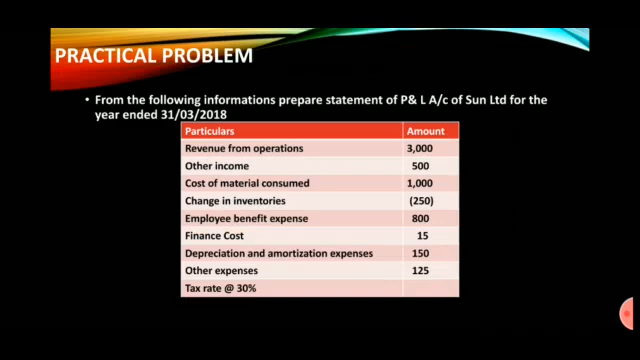 PRACTICAL PROBLEM
• From the following informations prepare statement of P& L A/c of Sun Ltd for the
year ended 31/03/2018
Particulars Amount
Revenue from operations 3,000
Other income 500
Cost of material consumed 1,000
Change in inventories (250)
Employee benefit expense 800
Finance Cost 15
Depreciation and amortization expenses 150
Other expenses 125
Tax rate @ 30%